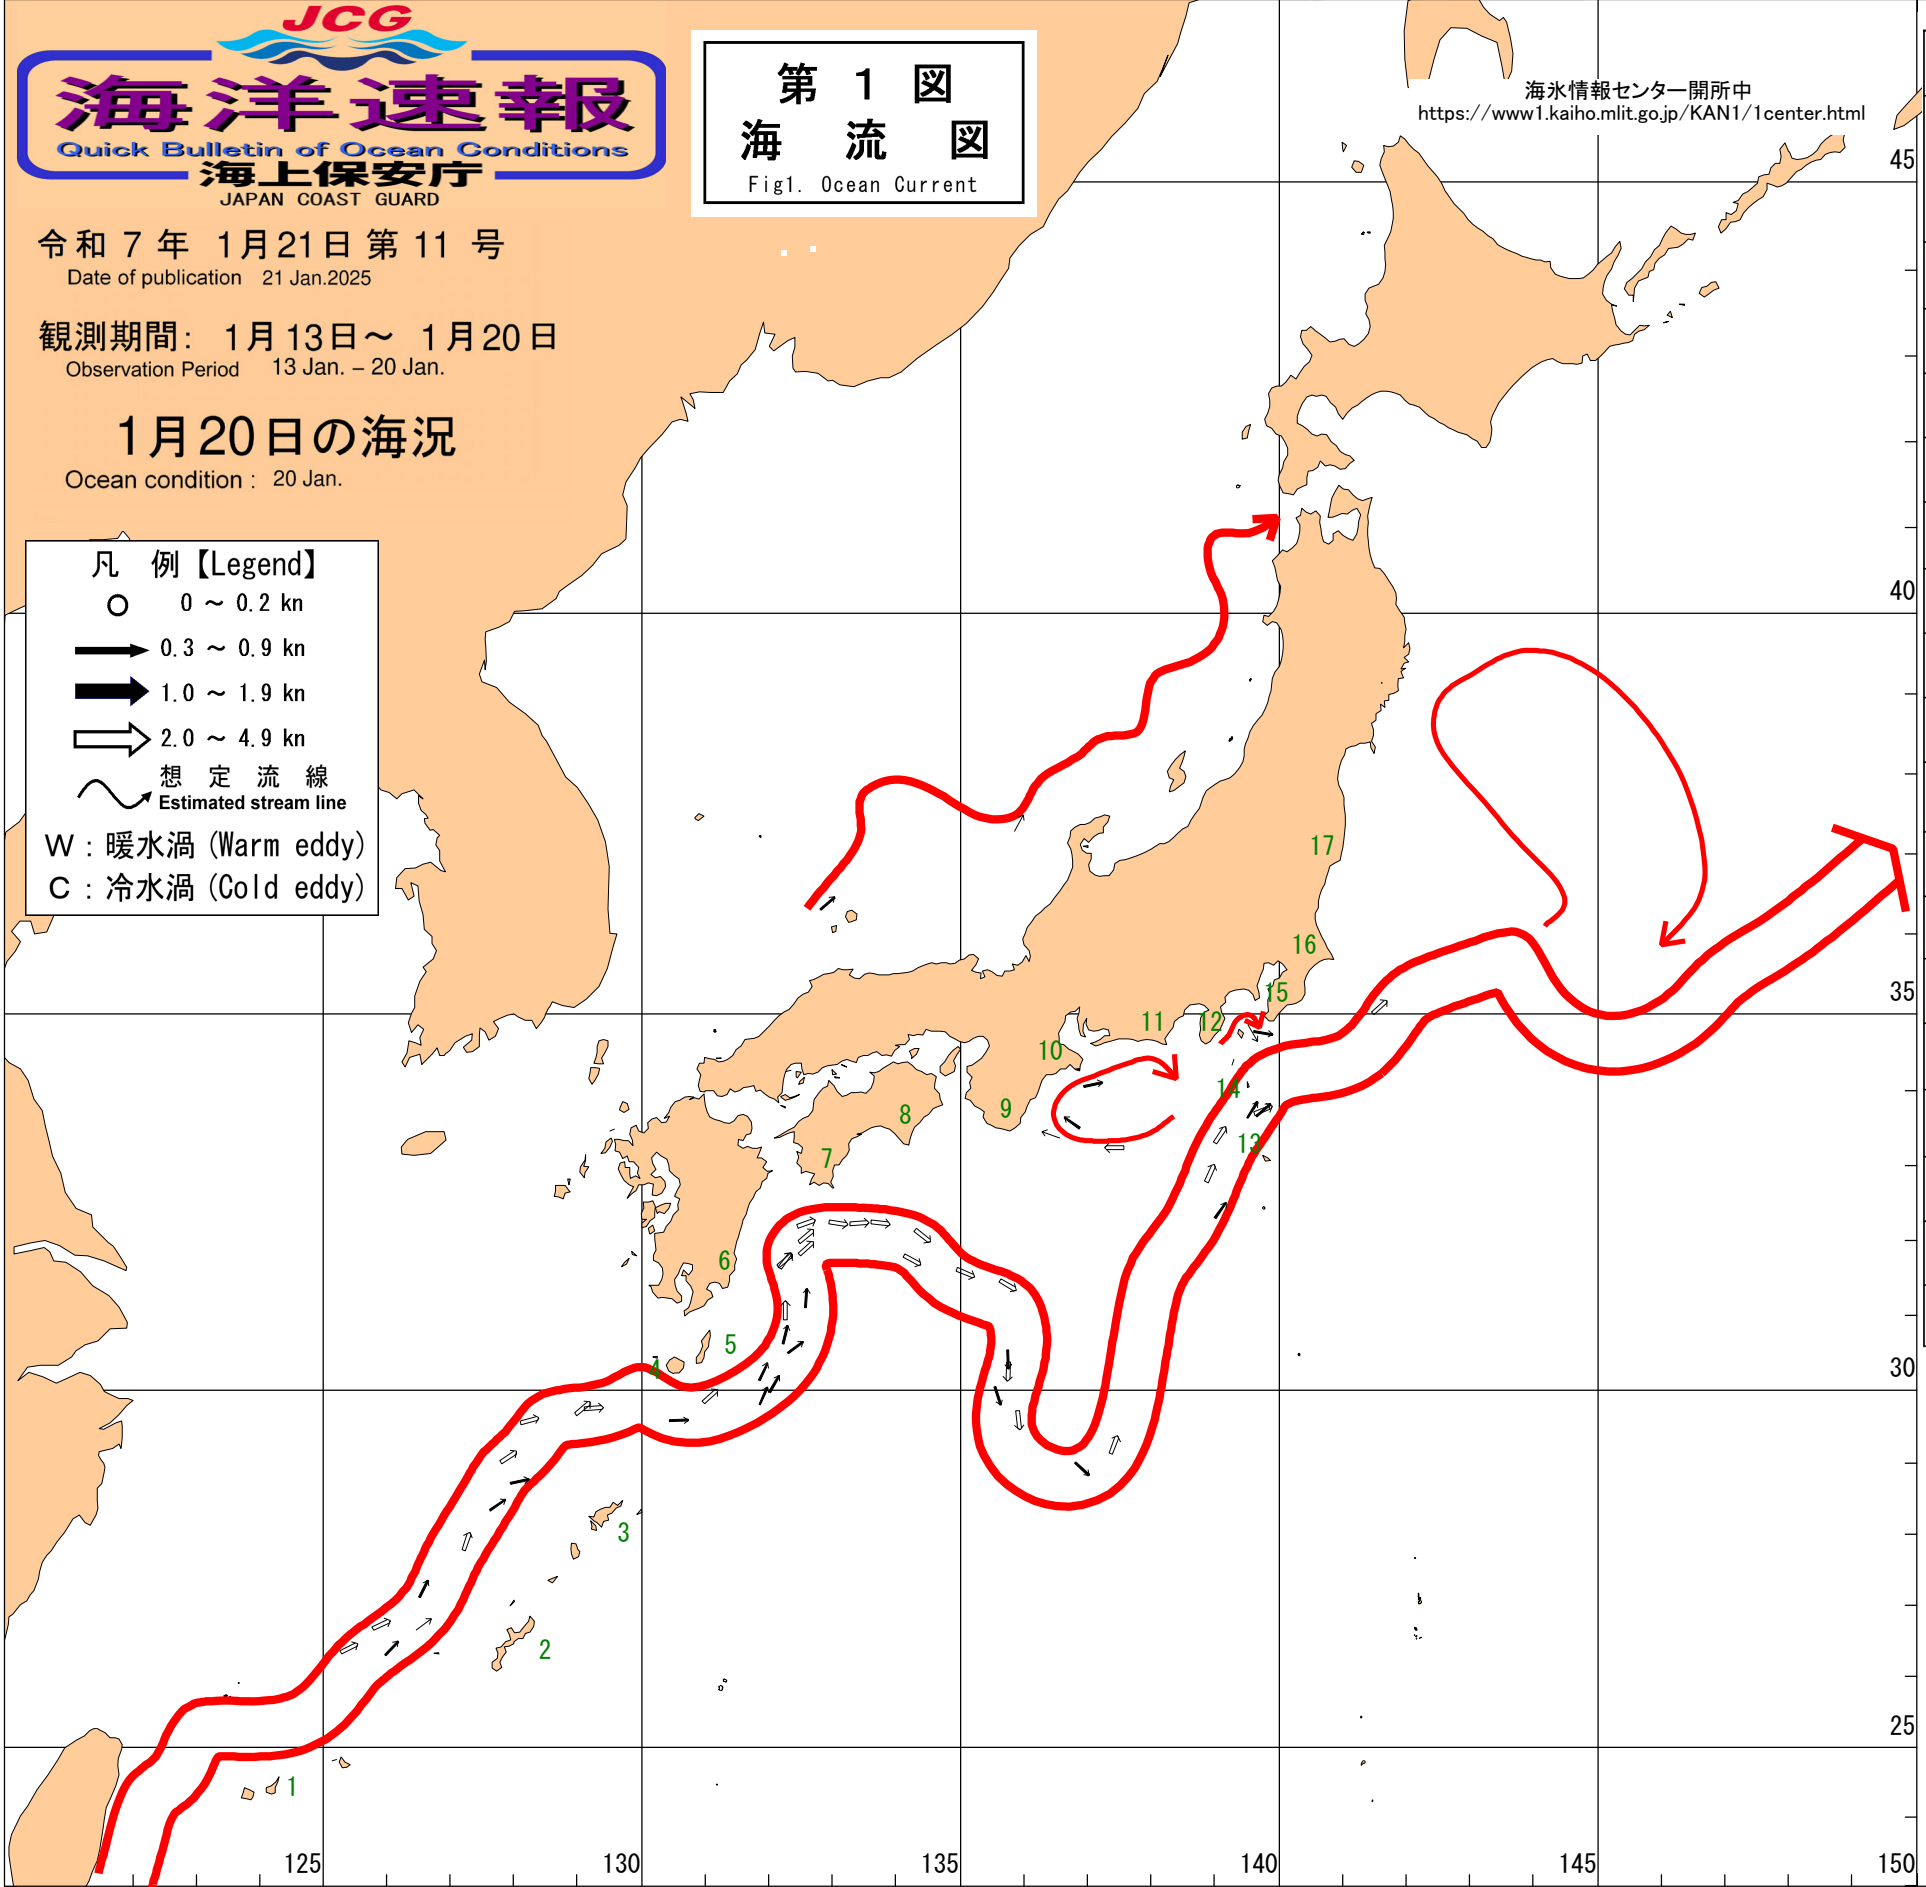 JCG
海洋速報
Quick Bulletin of Ocean Conditions
海上保安庁
JAPAN COAST GUARD
令和 7 年 1月21日 第 11 号
Date of publication 21 Jan.2025
観測期間: 1月13日～ 1月20日
Observation Period 13 Jan. – 20 Jan.
1月20日の海況
Ocean condition : 20 Jan.
第 1 図
海 流 図
Fig1. Ocean Current
海氷情報センター開所中
https://www1.kaiho.mlit.go.jp/KAN1/1center.html
凡 例【Legend】
0 ～ 0.2 kn
0.3 ～ 0.9 kn
1.0 ～ 1.9 kn
2.0 ～ 4.9 kn
想 定 流 線
Estimated stream line
W : 暖水渦 (Warm eddy)
C : 冷水渦 (Cold eddy)
45
40
17
16
35
15
12
11
10
14
9
8
13
7
6
5
4
30
3
2
25
1
125
130
135
140
145
150